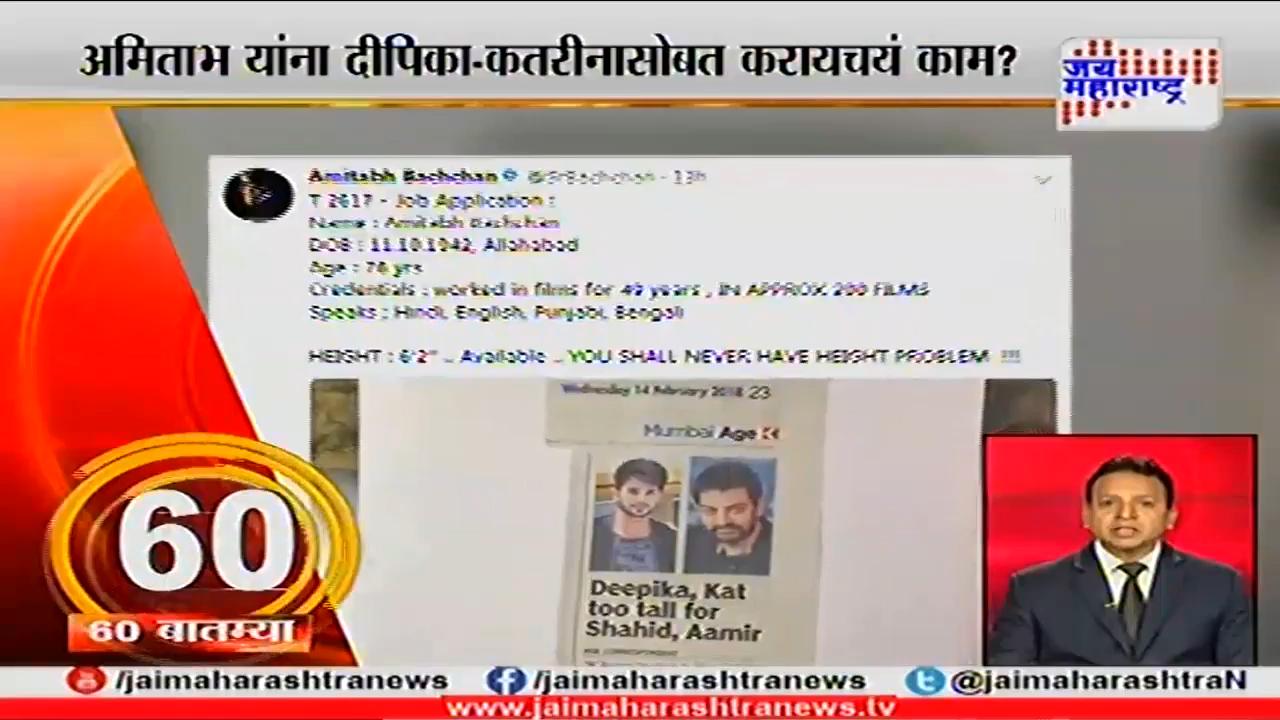 अमिताभ यांना दीपिका-कतरीनासोबत करायचयं काम?
जय
महाराष्ट्र
Amitabh Bachchan @SrBachchan - 13h
T 2617 - Job Application :
Name : Amitabh Bachchan
DOB : 11.10.1942, Allahabad
Age : 76 yrs
Credentials : worked in films for 49 years , IN APPROX 200 FILMS
Speaks : Hindi, English, Punjabi, Bengali
HEIGHT : 6'2" .. Available .. YOU SHALL NEVER HAVE HEIGHT PROBLEM !!!
Wednesday 14 February 2018 23
Mumbai Age
Deepika, Kat
too tall for
Shahid, Aamir
60
60 बातम्या
/jaimaharashtranews /jaimaharashtranews @jaimaharashtraN
www.jaimaharashtranews.tv